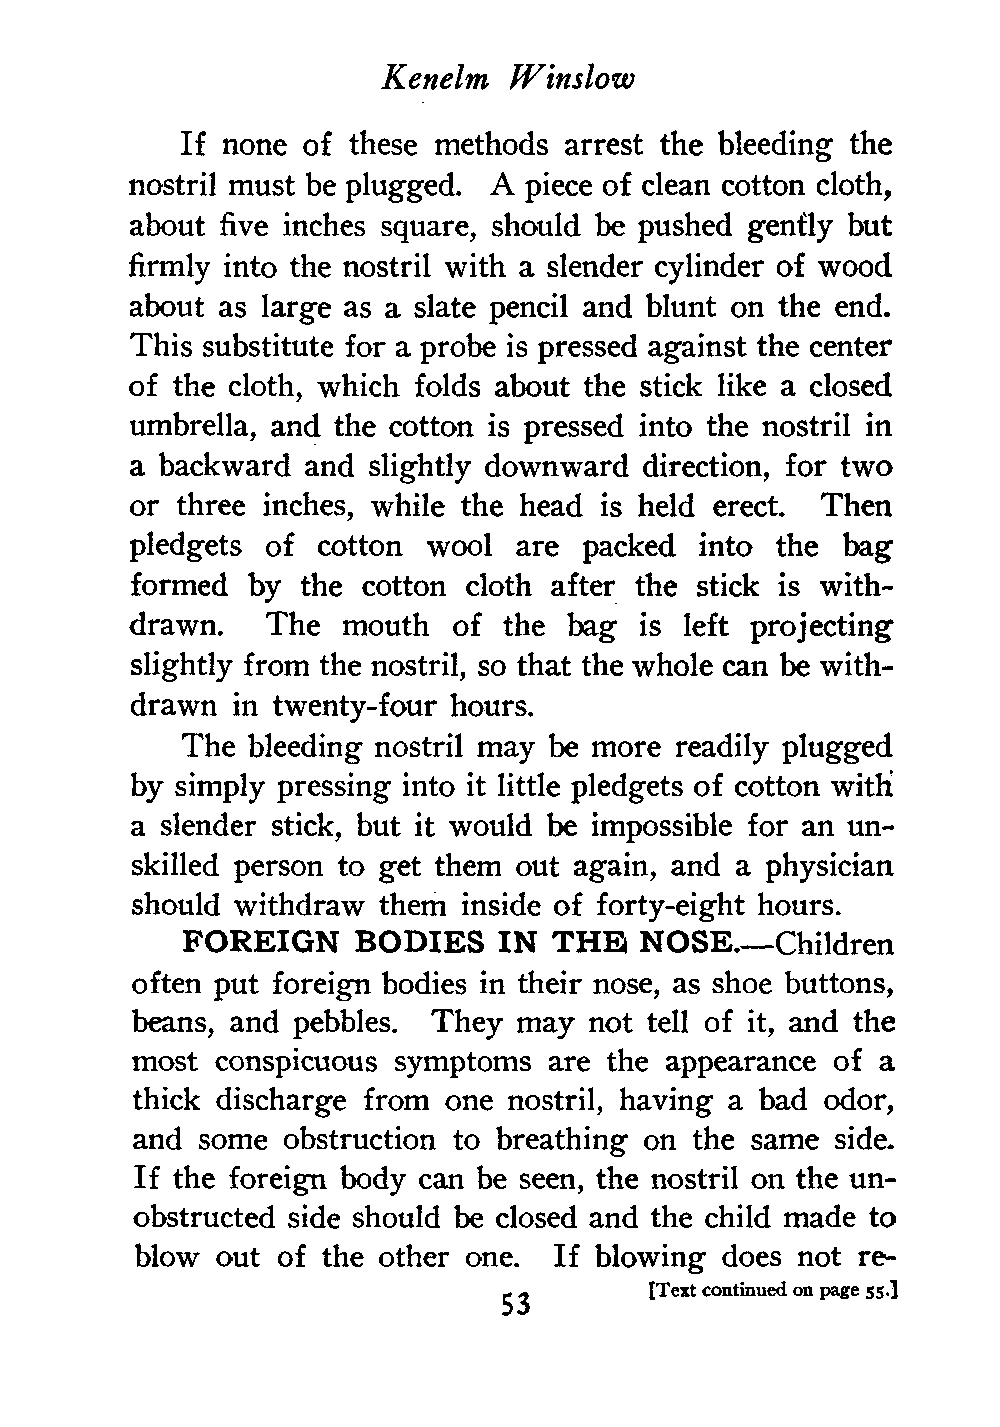 Kenelm Winslow
If none of these methods arrest the bleeding the
nostril must be plugged. A piece of clean cotton cloth,
about five inches square, should be pushed gently but
firmly into the nostril with a slender cylinder of wood
about as large as a slate pencil and blunt on the end.
This substitute for a probe is pressed against the center
of the cloth, which folds about the stick like a closed
umbrella, and the cotton is pressed into the nostril in
a backward and slightly downward direction, for two
or three inches, while the head is held erect. Then
pledgets of cotton wool are packed into the bag
formed by the cotton cloth after the stick is with-
drawn. The mouth of the bag is left projecting
slightly from the nostril, so that the whole can be with-
drawn in twenty-four hours.
The bleeding nostril may be more readily plugged
by simply pressing into it little pledgets of cotton with
a slender stick, but it would be impossible for an un-
skilled person to get them out again, and a physician
should withdraw them inside of forty-eight hours.
FOREIGN BODIES IN THE NOSE.—Children
often put foreign bodies in their nose, as shoe buttons,
beans, and pebbles. They may not tell of it, and the
most conspicuous symptoms are the appearance of a
thick discharge from one nostril, having a bad odor,
and some obstruction to breathing on the same side.
If the foreign body can be seen, the nostril on the un-
obstructed side should be closed and the child made to
blow out of the other one. If blowing does not re-
[Text continued on page 55.]
53